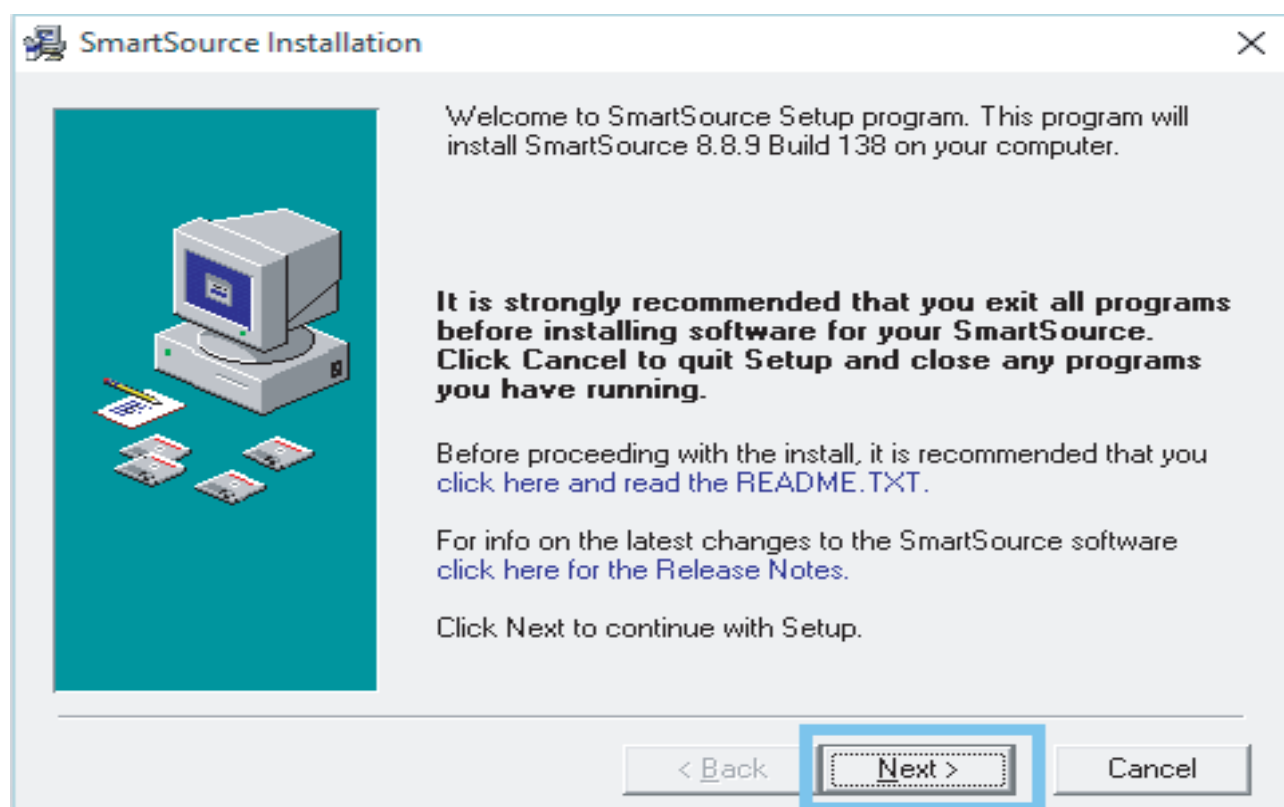 SmartSource Installation
Welcome to SmartSource Setup program. This program will
install SmartSource 8.8.9 Build 138 on your computer.
It is strongly recommended that you exit all programs
before installing software for your SmartSource.
Click Cancel to quit Setup and close any programs
you have running.
Before proceeding with the install, it is recommended that you
click here and read the README.TXT.
For info on the latest changes to the SmartSource software
click here for the Release Notes.
Click Next to continue with Setup.
< Back Next > Cancel